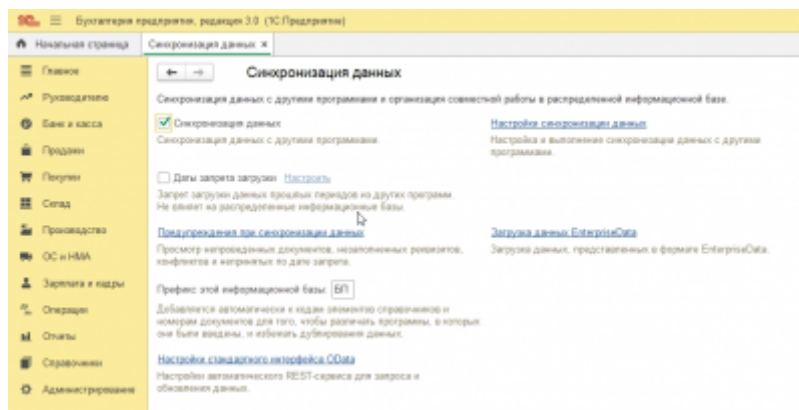 1С Бухгалтерия предприятия, редакция 3.0 (1С:Предприятие)
Начальная страница
Синхронизация данных ×
Главное
Руководителю
Банк и касса
Продажи
Покупки
Склад
Производство
ОС и НМА
Зарплата и кадры
Операции
Отчеты
Справочники
Администрирование
Синхронизация данных
Синхронизация данных с другими программами и организация совместной работы в распределенной информационной базе.
Синхронизация данных
Синхронизация данных с другими программами.
Настройки синхронизации данных
Настройка и выполнение синхронизации данных с другими
программами.
Даты запрета загрузки Настроить
Запрет загрузки данных прошлых периодов из других программ.
Не влияет на распределенные информационные базы.
Предупреждения при синхронизации данных
Просмотр непроведенных документов, незаполненных реквизитов,
конфликтов и непринятых по дате запрета.
Загрузка данных EnterpriseData
Загрузка данных, представленных в формате EnterpriseData.
Префикс этой информационной базы: БП
Добавляется автоматически к кодам элементов справочников и
номерам документов для того, чтобы различать программы, в которых
они были введены, и избежать дублирования данных.
Настройки стандартного интерфейса OData
Настройки автоматического REST-сервиса для запроса и
обновления данных.